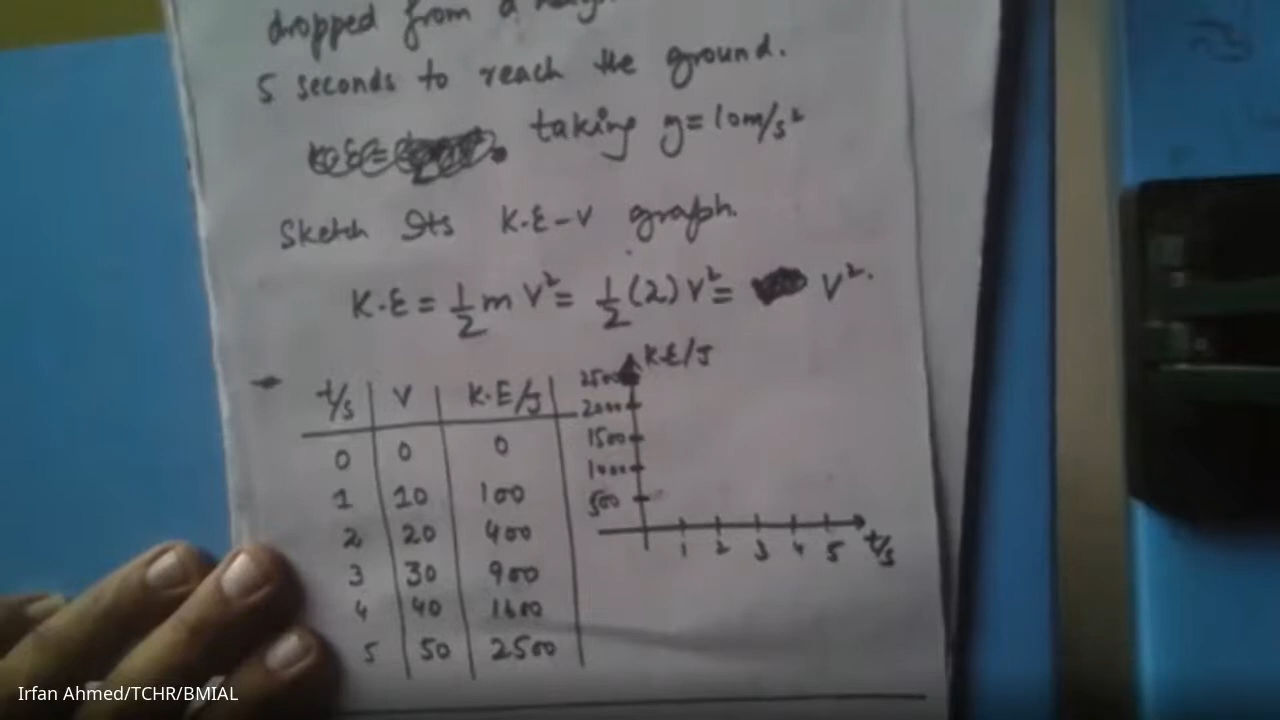 dropped from a
5 seconds to reach the ground.
taking g = 10m/s²
Sketch Its K.E-V graph.
K.E = 1/2 m V² = 1/2 (2) V² = V².
t/s V K.E/J
0 0 0
1 10 100
2 20 400
3 30 900
4 40 1600
5 50 2500
K.E/J
2500
2000
1500
1000
500
1 2 3 4 5 t/s
Irfan Ahmed/TCHR/BMIAL